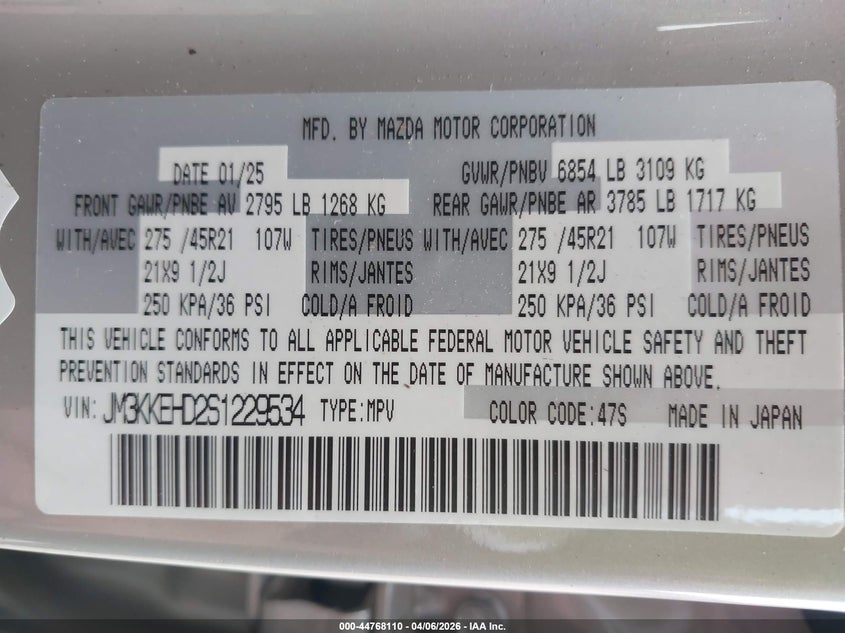 MFD. BY MAZDA MOTOR CORPORATION
DATE 01/25 GVWR/PNBV 6854 LB 3109 KG
FRONT GAWR/PNBE AV 2795 LB 1268 KG REAR GAWR/PNBE AR 3785 LB 1717 KG
WITH/AVEC 275 /45R21 107W TIRES/PNEUS WITH/AVEC 275 /45R21 107W TIRES/PNEUS
21X9 1/2J RIMS/JANTES 21X9 1/2J RIMS/JANTES
250 KPA/36 PSI COLD/A FROID 250 KPA/36 PSI COLD/A FROID
THIS VEHICLE CONFORMS TO ALL APPLICABLE FEDERAL MOTOR VEHICLE SAFETY AND THEFT
PREVENTION STANDARDS IN EFFECT ON THE DATE OF MANUFACTURE SHOWN ABOVE.
VIN: JM3KKEHD2S1229534 TYPE:MPV COLOR CODE:47S MADE IN JAPAN
000-44768110 - 04/06/2026 - IAA Inc.